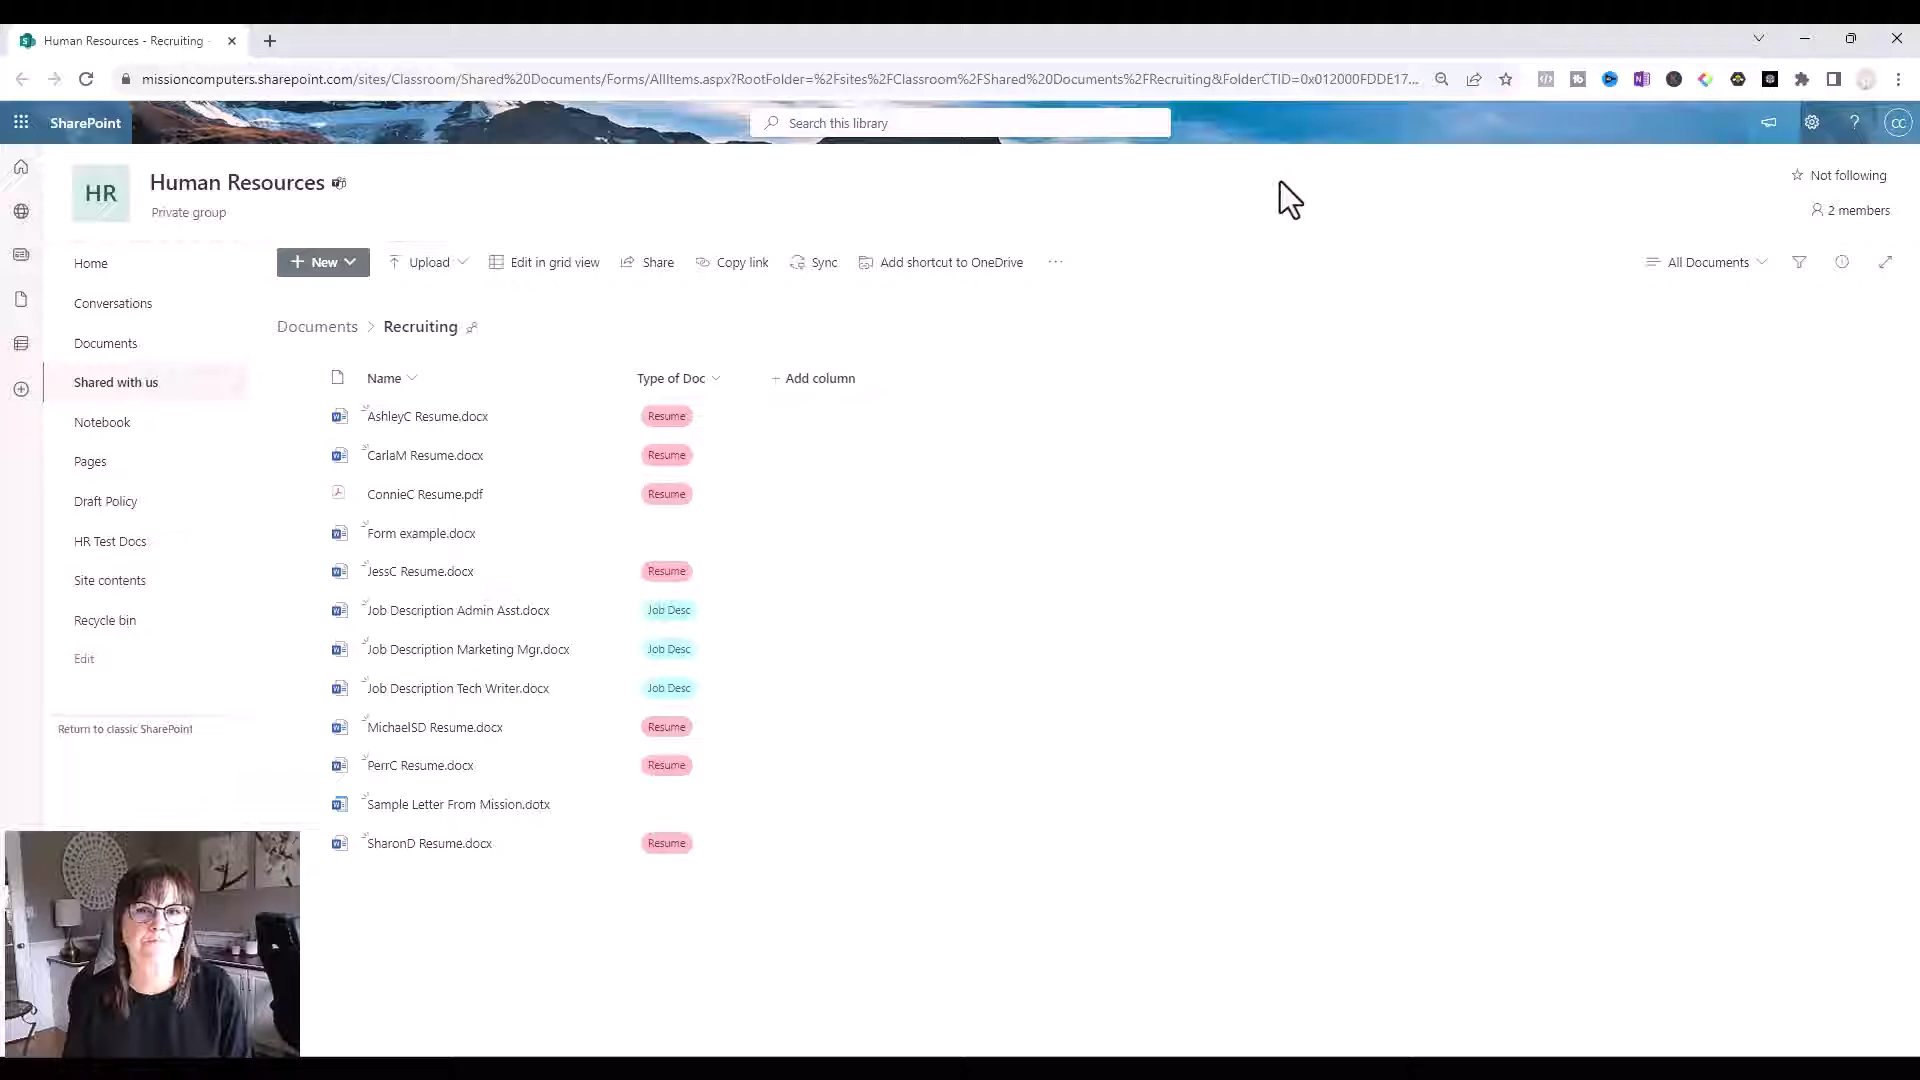 Human Resources - Recruiting
missioncomputers.sharepoint.com/sites/Classroom/Shared%20Documents/Forms/AllItems.aspx?RootFolder=%2Fsites%2FClassroom%2FShared%20Documents%2FRecruiting&FolderCTID=0x012000FDDE17...
SharePoint
Search this library
CC
HR
Human Resources
Private group
Not following
2 members
Home
Conversations
Documents
Shared with us
Notebook
Pages
Draft Policy
HR Test Docs
Site contents
Recycle bin
Edit
Return to classic SharePoint
+ New
Upload
Edit in grid view
Share
Copy link
Sync
Add shortcut to OneDrive
...
All Documents
Documents > Recruiting
Name Type of Doc + Add column
AshleyC Resume.docx Resume
CarlaM Resume.docx Resume
ConnieC Resume.pdf Resume
Form example.docx
JessC Resume.docx Resume
Job Description Admin Asst.docx Job Desc
Job Description Marketing Mgr.docx Job Desc
Job Description Tech Writer.docx Job Desc
MichaelSD Resume.docx Resume
PerrC Resume.docx Resume
Sample Letter From Mission.dotx
SharonD Resume.docx Resume